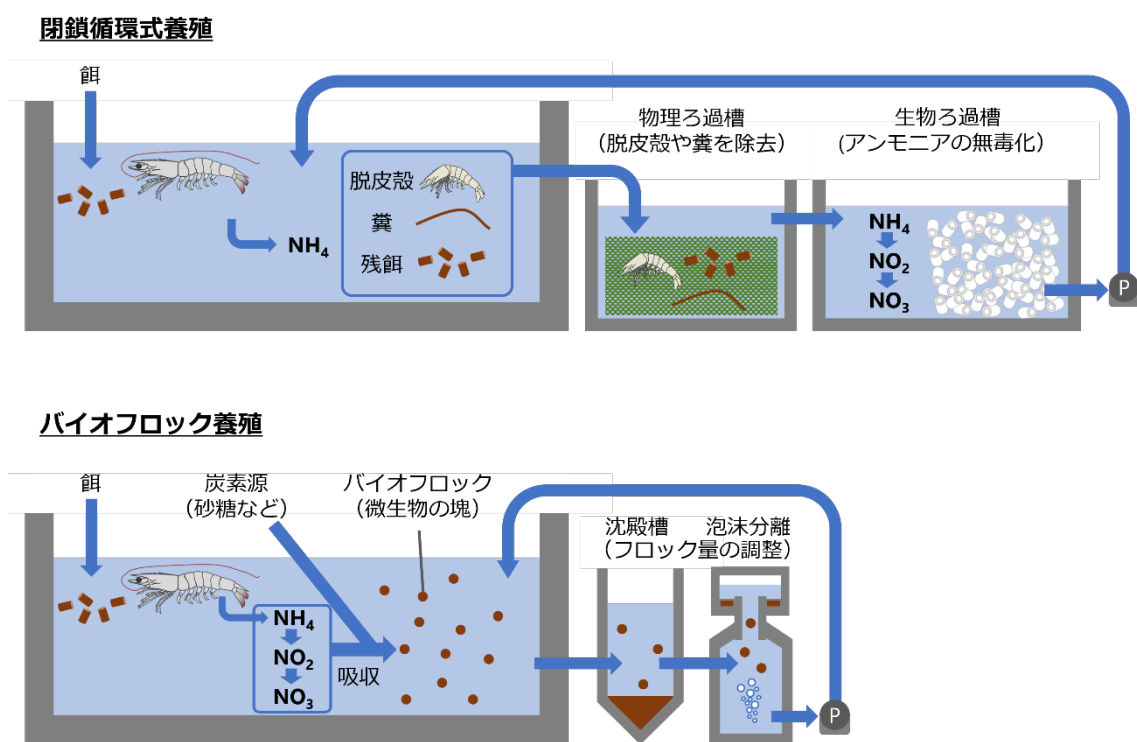 閉鎖循環式養殖
餌
物理ろ過槽
（脱皮殻や糞を除去）
生物ろ過槽
(アンモニアの無毒化）
脱皮殻
糞
残餌
NH4
NH4
NO2
NO3
P
バイオフロック養殖
餌
炭素源
（砂糖など）
バイオフロック
（微生物の塊）
沈殿槽 泡沫分離
（フロック量の調整）
NH4
NO2
NO3
吸収
P